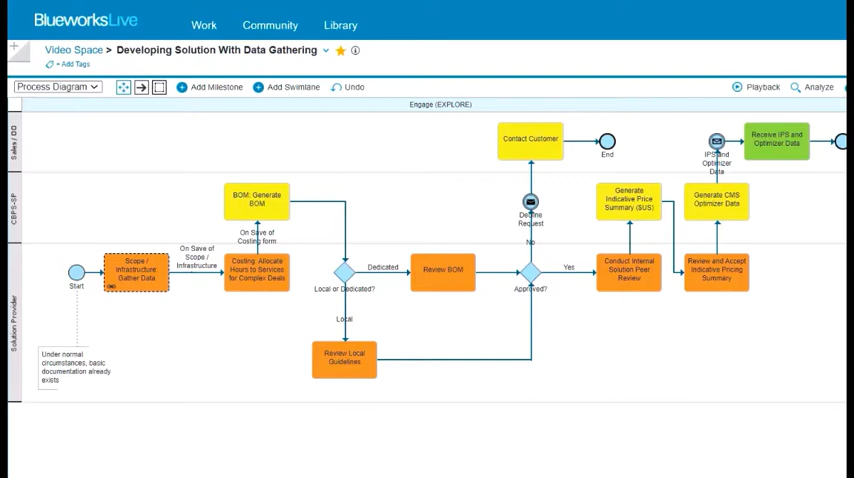 BlueworksLive
Work
Community
Library
Video Space > Developing Solution With Data Gathering
+ Add Tags
Process Diagram
Add Milestone
Add Swimlane
Undo
Playback
Analyze
Engage (EXPLORE)
Sales / DO
Contact Customer
End
IPS and
Optimizer
Data
Receive IPS and
Optimizer Data
CBPS-SP
BOM: Generate
BOM
Decline
Request
Generate
Indicative Price
Summary ($US)
Generate CMS
Optimizer Data
Solution Provider
Start
Scope /
Infrastructure:
Gather Data
On Save of
Scope /
Infrastructure
On Save of
Costing form
Costing: Allocate
Hours to Services
for Complex Deals
Local or Dedicated?
Dedicated
Local
Review BOM
No
Approved?
Yes
Conduct Internal
Solution Peer
Review
Review and Accept
Indicative Pricing
Summary
Review Local
Guidelines
Under normal
circumstances, basic
documentation already
exists